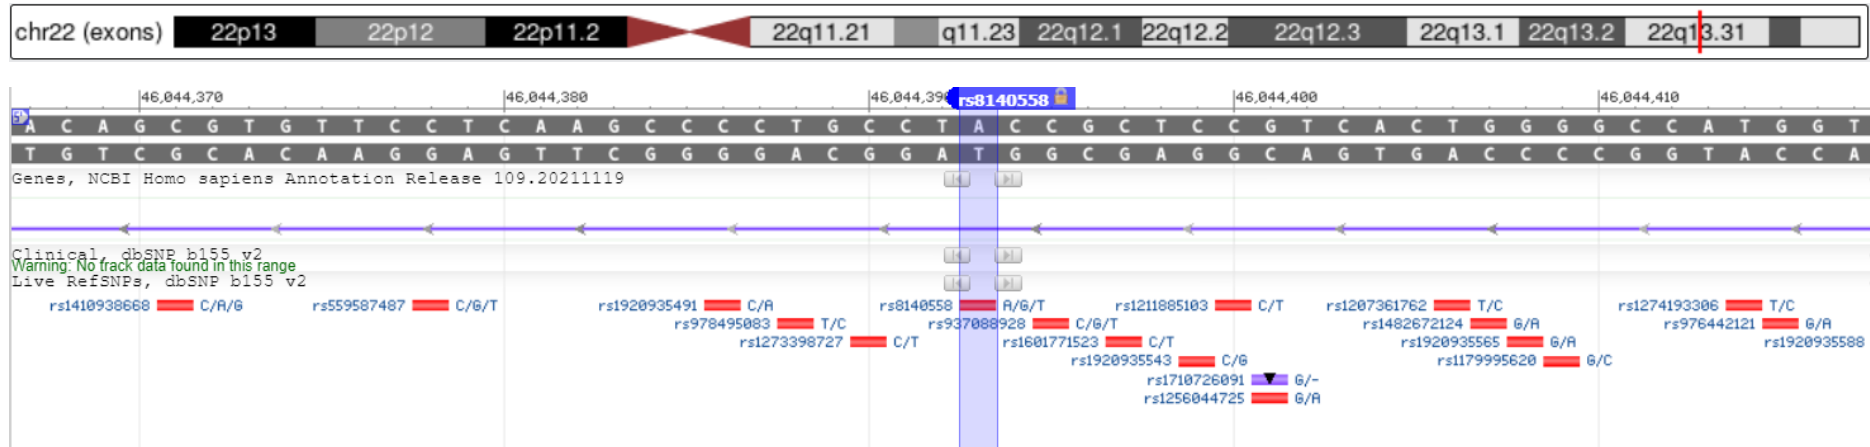 chr22 (exons) 22p13 22p12 22p11.2 22q11.21 q11.23 22q12.1 22q12.2 22q12.3 22q13.1 22q13.2 22q13.31
46,044,370 46,044,380 46,044,390 rs8140558 46,044,400 46,044,410
5'
A C A G C G T G T T C C T C A A G C C C C T G C C T A C C G C T C C G T C A C T G G G G C C A T G G T
T G T C G C A C A A G G A G T T C G G G G A C G G A T G G C G A G G C A G T G A C C C C G G T A C C A
Genes, NCBI Homo sapiens Annotation Release 109.20211119
Clinical, dbSNP b155 v2
Warning: No track data found in this range
Live RefSNPs, dbSNP b155 v2
rs1410938668 C/A/G rs559587487 C/G/T rs1920935491 C/A rs8140558 A/G/T rs1211885103 C/T rs1207361762 T/C rs1274193306 T/C
rs978495083 T/C rs937088928 C/G/T rs1482672124 G/A rs976442121 G/A
rs1273398727 C/T rs1601771523 C/T rs1920935565 G/A rs1920935588
rs1920935543 C/G rs1179995620 G/C
rs1710726091 G/-
rs1256044725 G/A